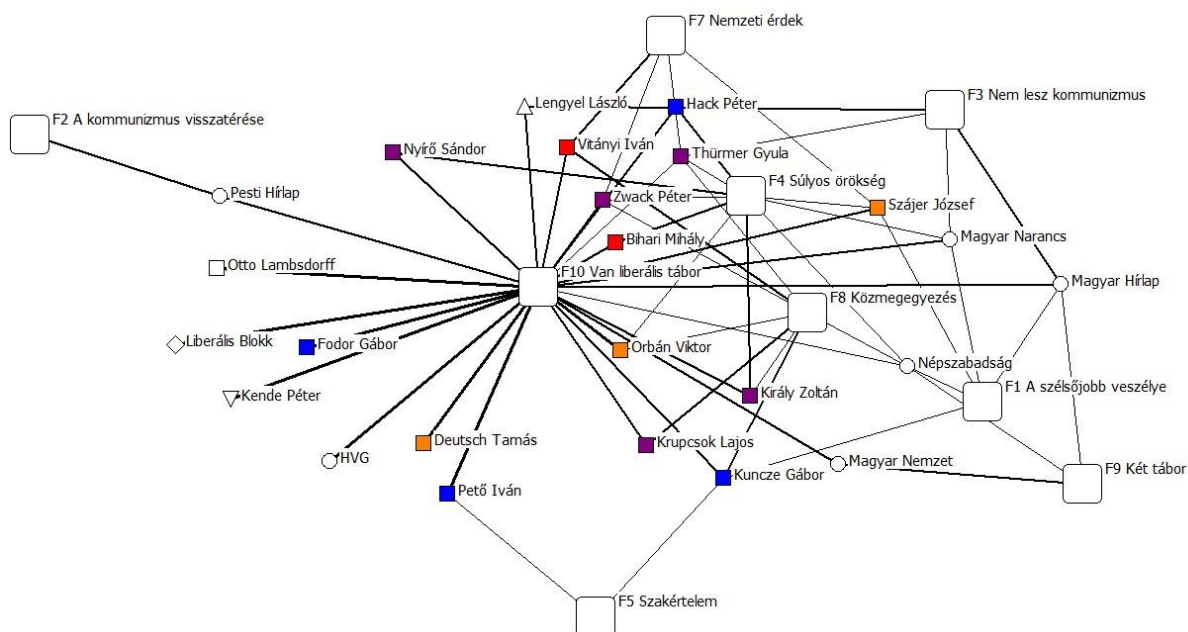 F7 Nemzeti érdek
F3 Nem lesz kommunizmus
Lengyel László
Hack Péter
F2 A kommunizmus visszatérése
Nyírő Sándor
Vitányi Iván
Thürmer Gyula
F4 Súlyos örökség
Pesti Hírlap
Zwack Péter
Szájer József
Bihari Mihály
Magyar Narancs
Otto Lambsdorff
F10 Van liberális tábor
Magyar Hírlap
F8 Közmegegyezés
Liberális Blokk
Fodor Gábor
Orbán Viktor
Népszabadság
F1 A szélsőjobb veszélye
Kende Péter
Király Zoltán
Deutsch Tamás
Krupcsok Lajos
HVG
Magyar Nemzet
F9 Két tábor
Kuncze Gábor
Pető Iván
F5 Szakértelem